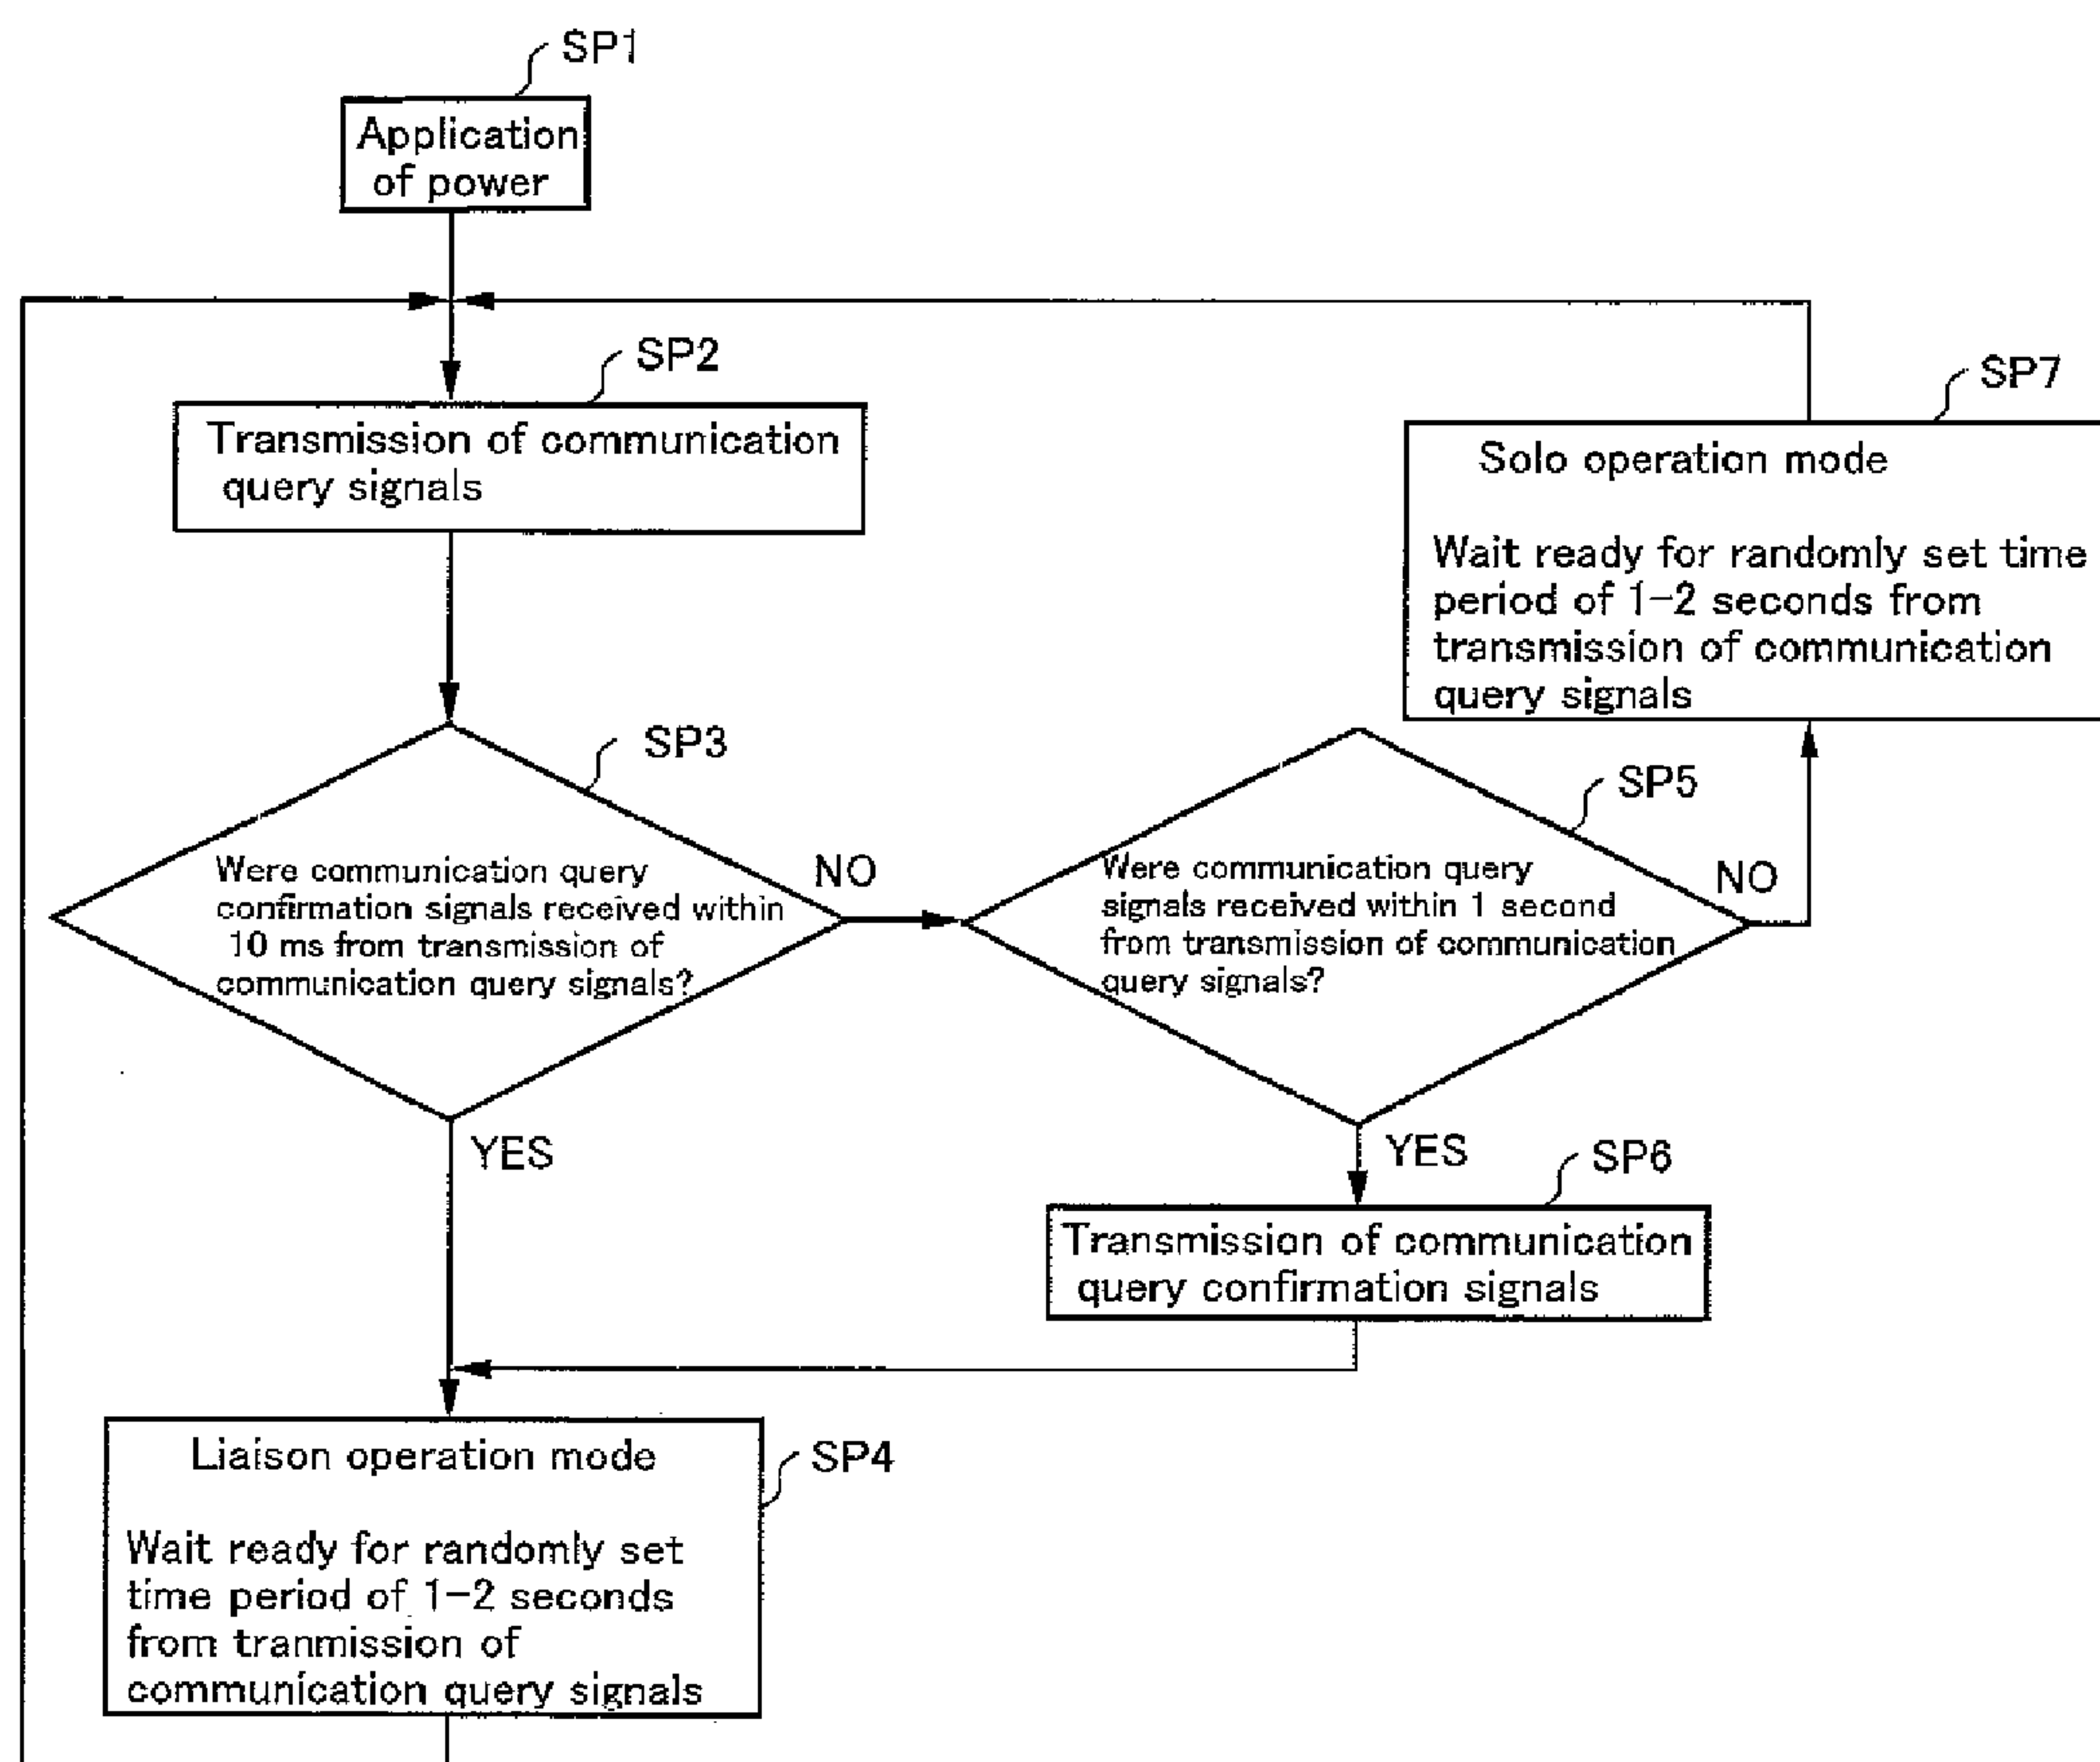 SP1
Application
of power
SP2
Transmission of communication
query signals
SP7
Solo operation mode
Wait ready for randomly set time
period of 1-2 seconds from
transmission of communication
query signals
SP3
Were communication query
confirmation signals received within
10 ms from transmission of
communication query signals?
NO
YES
SP5
Were communication query
signals received within 1 second
from transmission of communication
query signals?
NO
YES
SP6
Transmission of communication
query confirmation signals
SP4
Liaison operation mode
Wait ready for randomly set
time period of 1-2 seconds
from tranmission of
communication query signals